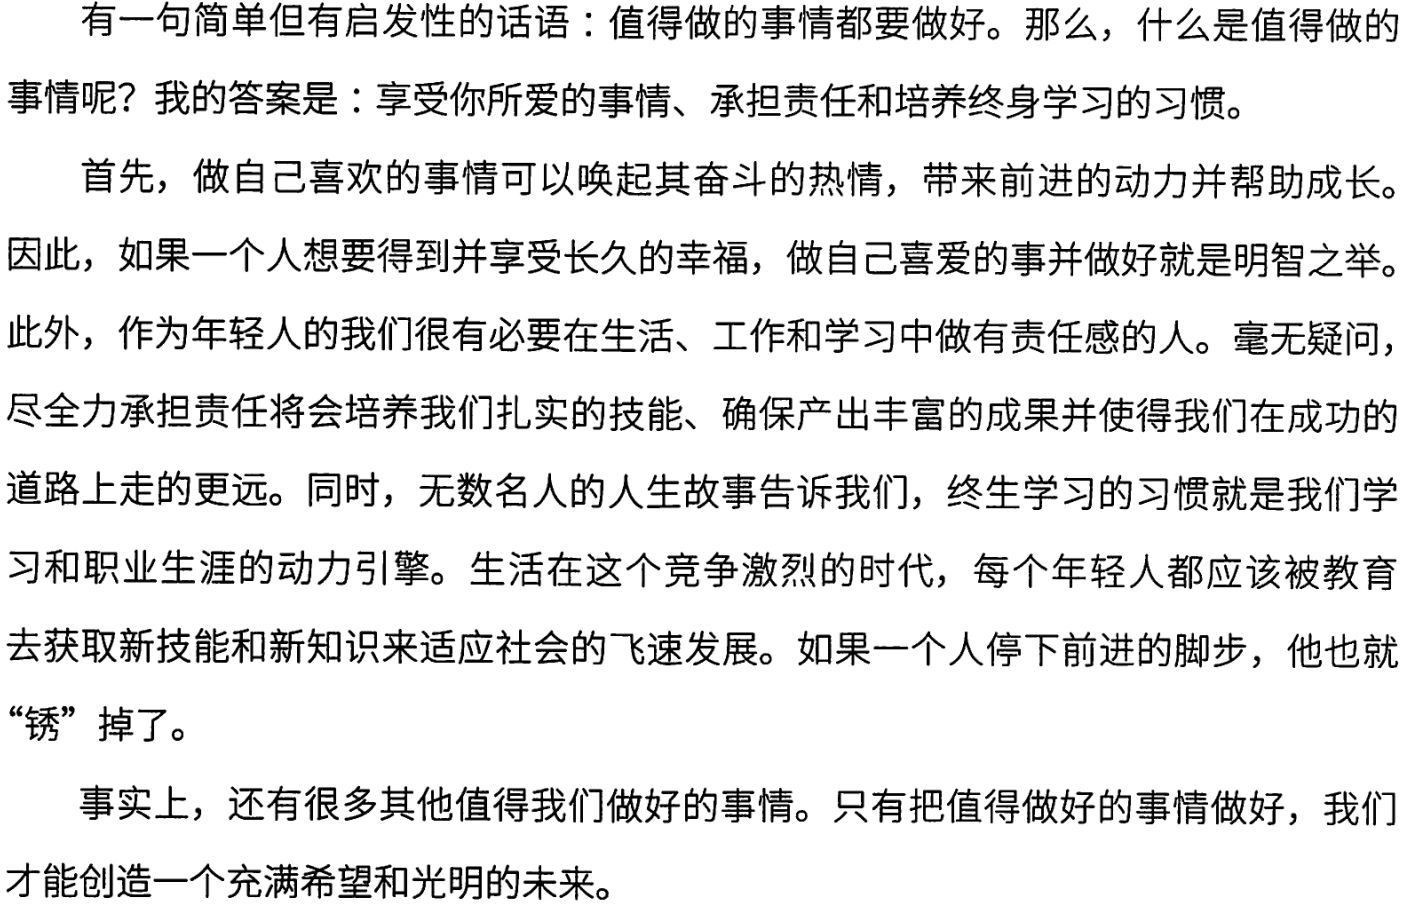 有一句简单但有启发性的话语：值得做的事情都要做好。那么，什么是值得做的
事情呢？我的答案是：享受你所爱的事情、承担责任和培养终身学习的习惯。
首先，做自己喜欢的事情可以唤起其奋斗的热情，带来前进的动力并帮助成长。
因此，如果一个人想要得到并享受长久的幸福，做自己喜爱的事并做好就是明智之举。
此外，作为年轻人的我们很有必要在生活、工作和学习中做有责任感的人。毫无疑问，
尽全力承担责任将会培养我们扎实的技能、确保产出丰富的成果并使得我们在成功的
道路上走的更远。同时，无数名人的人生故事告诉我们，终生学习的习惯就是我们学
习和职业生涯的动力引擎。生活在这个竞争激烈的时代，每个年轻人都应该被教育
去获取新技能和新知识来适应社会的飞速发展。如果一个人停下前进的脚步，他也就
“锈”掉了。
事实上，还有很多其他值得我们做好的事情。只有把值得做好的事情做好，我们
才能创造一个充满希望和光明的未来。